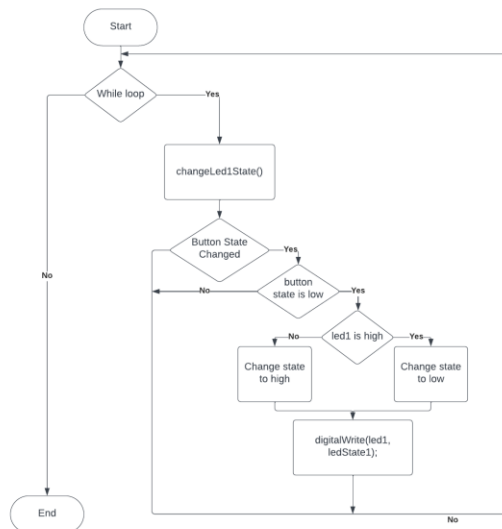 Start
While loop
Yes
changeLed1State()
Button State
Changed
Yes
No
button
state is low
Yes
No
led1 is high
No
Yes
Change state
to high
Change state
to low
digitalWrite(led1,
ledState1);
End
No